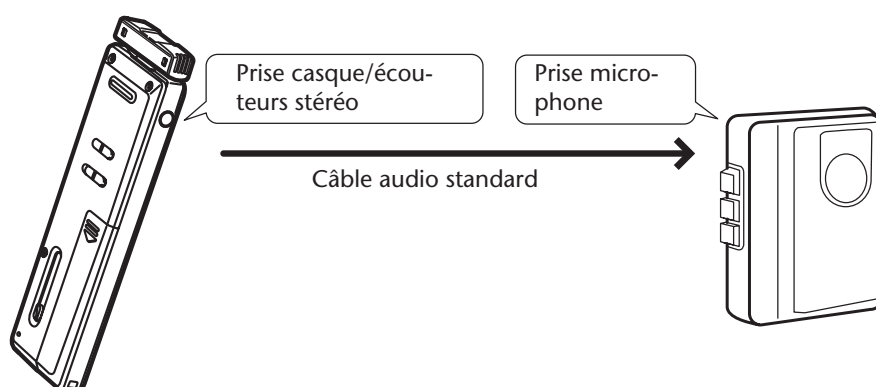 Prise casque/écou-
teurs stéréo
Prise micro-
phone
Câble audio standard